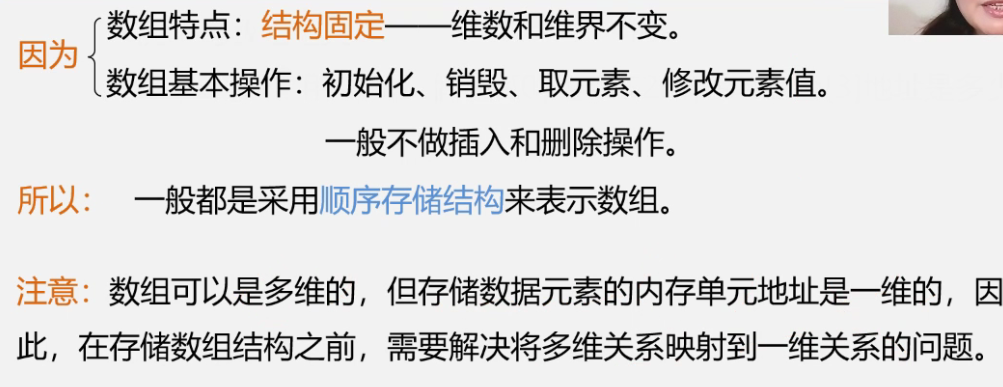 数组特点：结构固定——维数和维界不变。
因为
数组基本操作：初始化、销毁、取元素、修改元素值。
一般不做插入和删除操作。
所以： 一般都是采用顺序存储结构来表示数组。
注意：数组可以是多维的，但存储数据元素的内存单元地址是一维的，因
此，在存储数组结构之前，需要解决将多维关系映射到一维关系的问题。